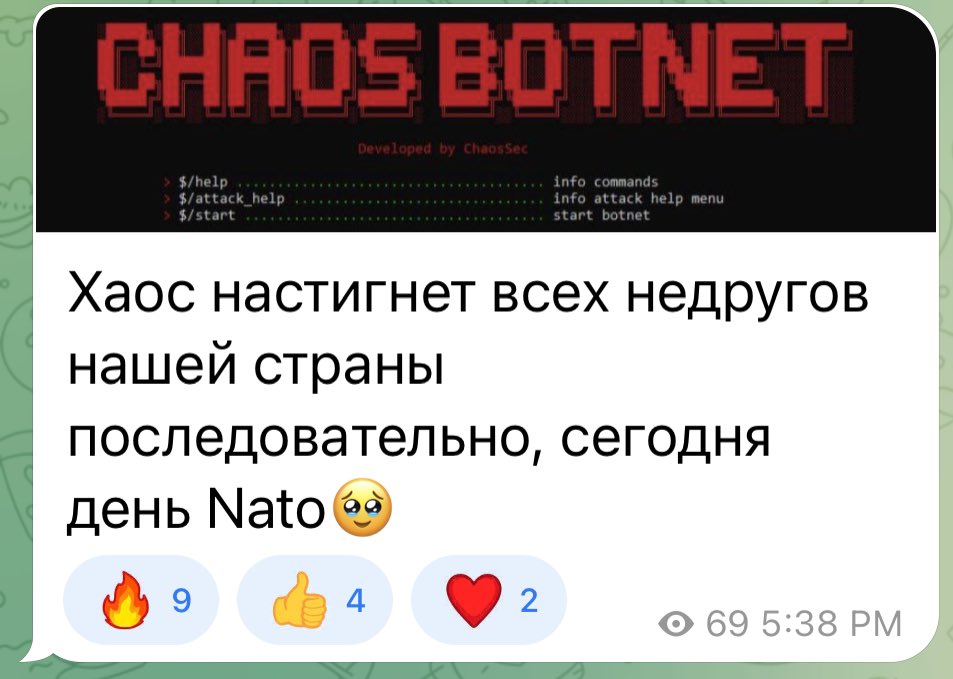 CHAOS BOTNET
Developed by ChaosSec
> $/help ...................................... info commands
> $/attack_help ............................... info attack help menu
> $/start ..................................... start botnet
Хаос настигнет всех недругов
нашей страны
последовательно, сегодня
день Nato🥹
🔥 9 👍 4 ❤️ 2
69 5:38 PM